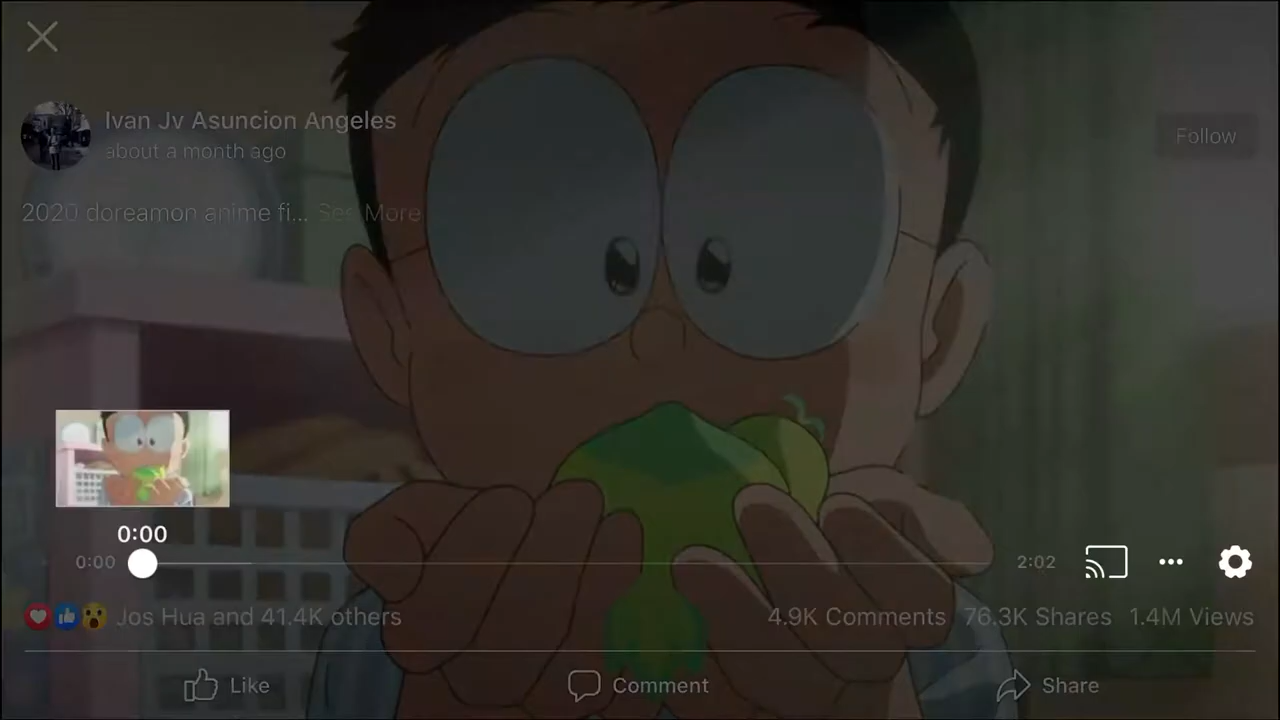 Ivan Jv Asuncion Angeles
about a month ago
Follow
2020 doreamon anime fi... See More
0:00
0:00
2:02
Jos Hua and 41.4K others
4.9K Comments 76.3K Shares 1.4M Views
Like
Comment
Share